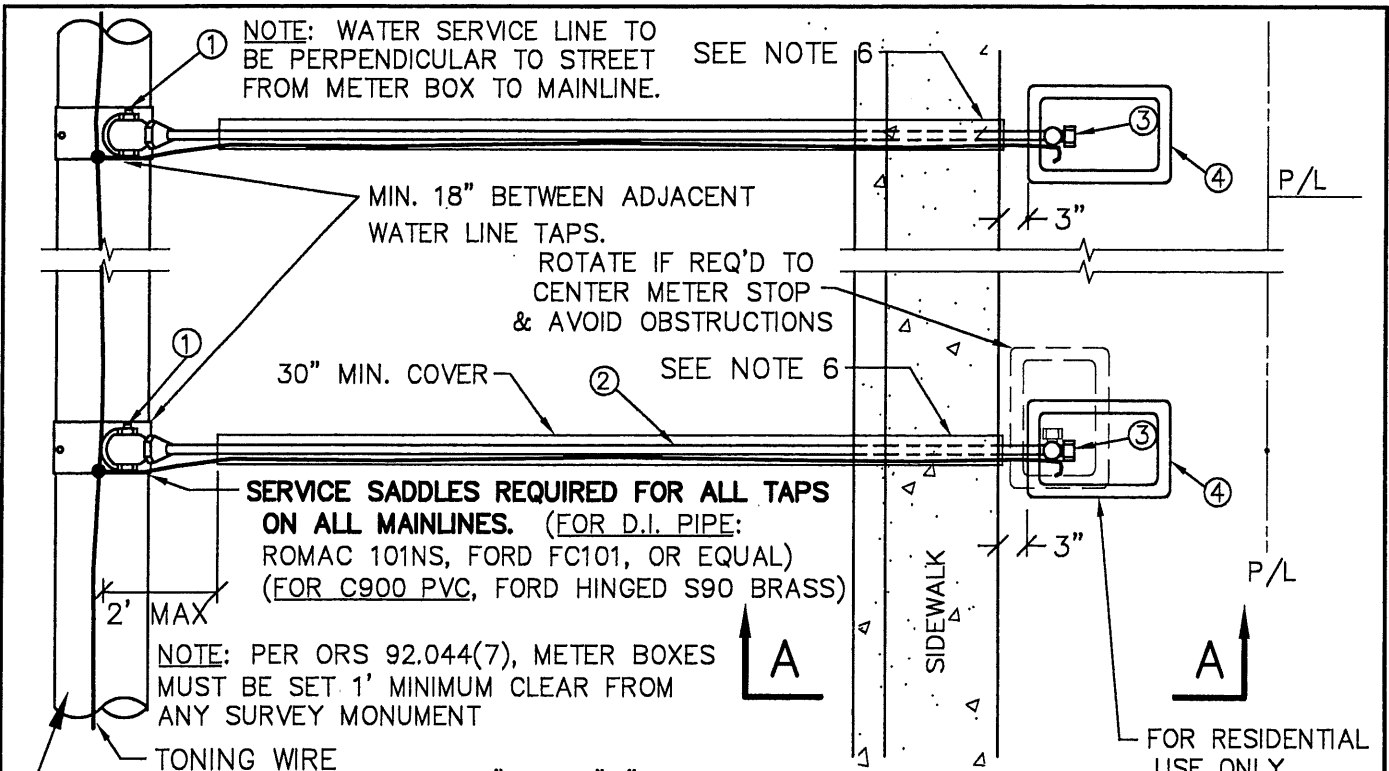 ① NOTE: WATER SERVICE LINE TO
BE PERPENDICULAR TO STREET
FROM METER BOX TO MAINLINE.
SEE NOTE 6
③
④
P/L
3"
MIN. 18" BETWEEN ADJACENT
WATER LINE TAPS.
ROTATE IF REQ'D TO
CENTER METER STOP
& AVOID OBSTRUCTIONS
①
30" MIN. COVER
②
SEE NOTE 6
③
④
3"
SERVICE SADDLES REQUIRED FOR ALL TAPS
ON ALL MAINLINES. (FOR D.I. PIPE:
ROMAC 101NS, FORD FC101, OR EQUAL)
(FOR C900 PVC, FORD HINGED S90 BRASS)
2' MAX
SIDEWALK
P/L
A
A
NOTE: PER ORS 92.044(7), METER BOXES
MUST BE SET 1' MINIMUM CLEAR FROM
ANY SURVEY MONUMENT
TONING WIRE
FOR RESIDENTIAL
USE ONLY